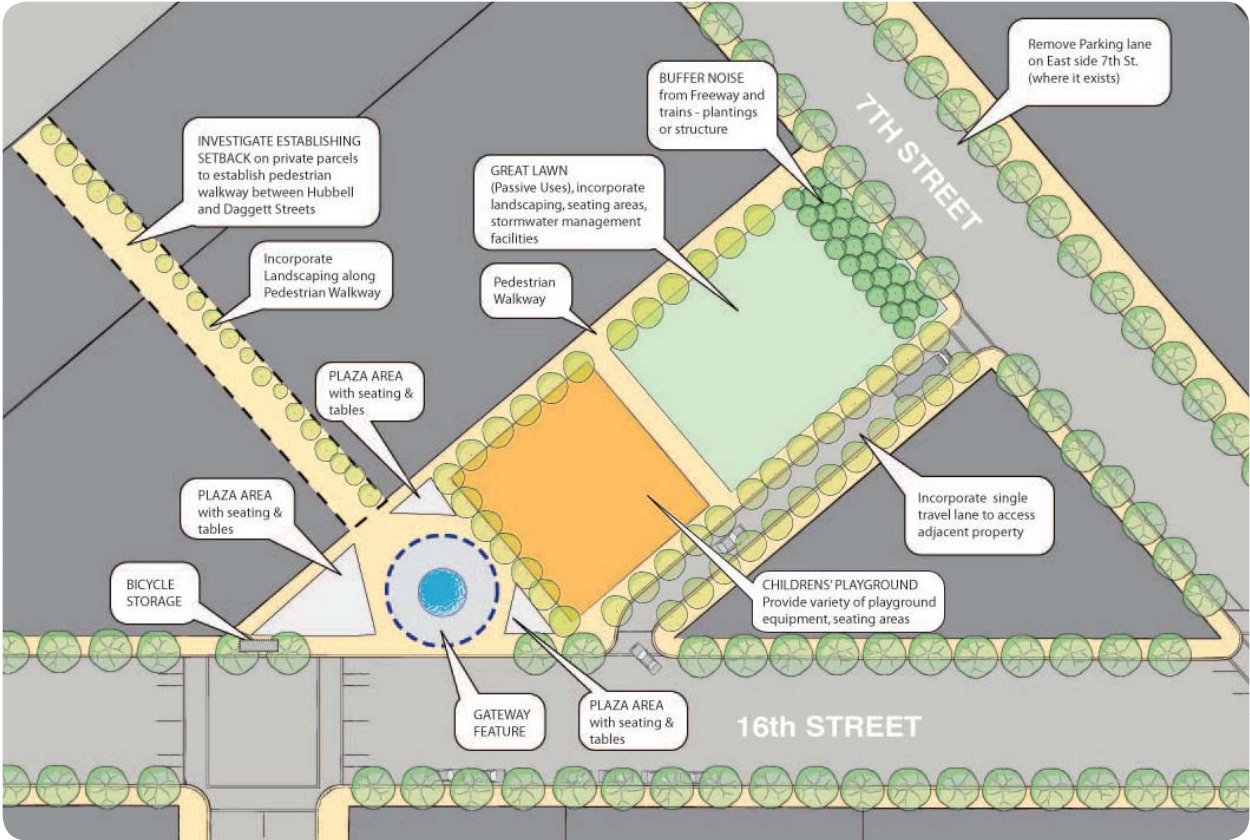 Remove Parking lane
on East side 7th St.
(where it exists)
BUFFER NOISE
from Freeway and
trains - plantings
or structure
7TH STREET
INVESTIGATE ESTABLISHING
SETBACK on private parcels
to establish pedestrian
walkway between Hubbell
and Daggett Streets
GREAT LAWN
(Passive Uses), incorporate
landscaping, seating areas,
stormwater management
facilities
Incorporate
Landscaping along
Pedestrian Walkway
Pedestrian
Walkway
PLAZA AREA
with seating &
tables
PLAZA AREA
with seating &
tables
Incorporate single
travel lane to access
adjacent property
BICYCLE
STORAGE
CHILDRENS' PLAYGROUND
Provide variety of playground
equipment, seating areas
GATEWAY
FEATURE
PLAZA AREA
with seating &
tables
16th STREET